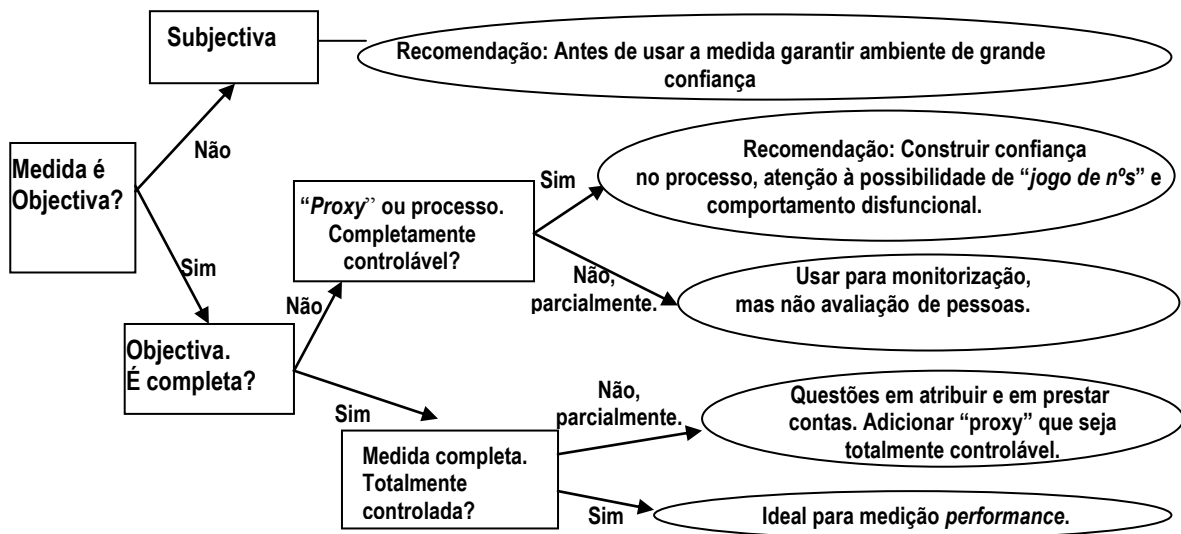 Subjectiva
Recomendação: Antes de usar a medida garantir ambiente de grande
confiança
Não
Medida é
Objectiva?
Sim
Recomendação: Construir confiança
no processo, atenção à possibilidade de “jogo de nºs” e
comportamento disfuncional.
Sim
“Proxy” ou processo.
Completamente
controlável?
Não,
parcialmente.
Usar para monitorização,
mas não avaliação de pessoas.
Não
Objectiva.
É completa?
Sim
Não,
parcialmente.
Questões em atribuir e em prestar
contas. Adicionar “proxy” que seja
totalmente controlável.
Medida completa.
Totalmente
controlada?
Sim
Ideal para medição performance.